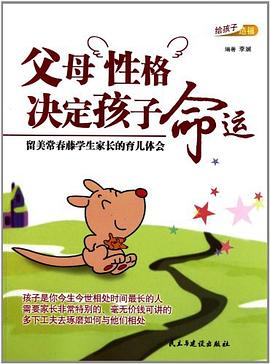 给孩子造福
编著 李斌
父母性格
决定孩子命运
留美常春藤学生家长的育儿体会
孩子是你今生今世相处时间最长的人
需要家长非常特别的、毫无价钱可讲的
多下工夫去琢磨如何与他们相处
民主与建设出版社